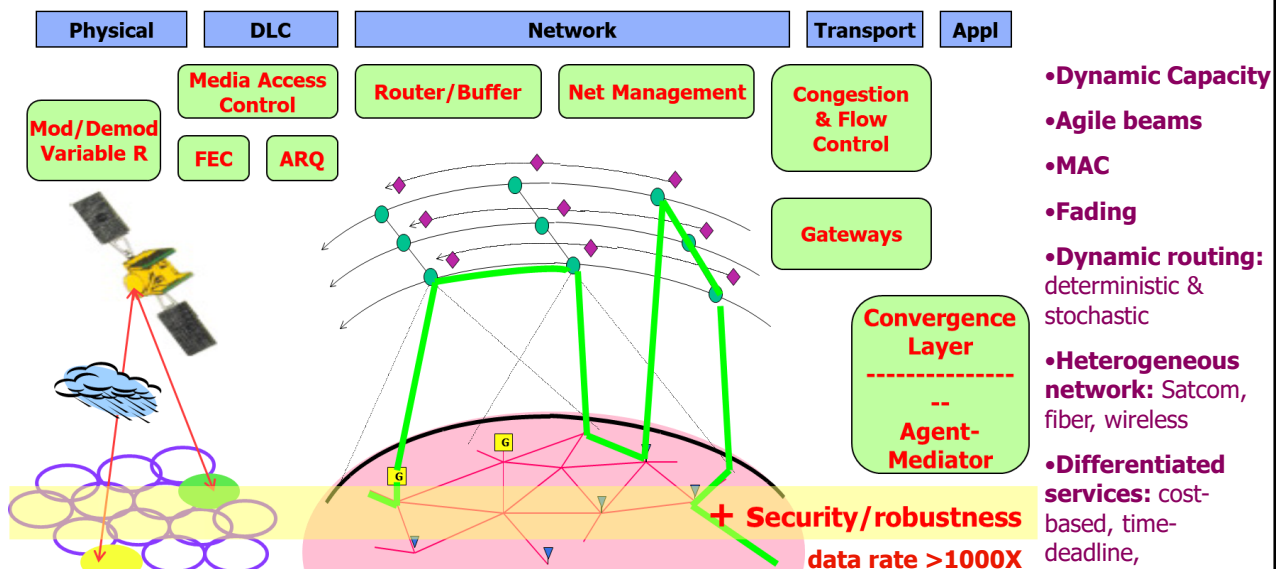 Physical
DLC
Network
Transport
Appl
Media Access
Control
Router/Buffer
Net Management
Congestion
& Flow
Control
Mod/Demod
Variable R
FEC
ARQ
Gateways
Convergence
Layer
---------------
--
Agent-
Mediator
G
G
+ Security/robustness
data rate >1000X
•Dynamic Capacity
•Agile beams
•MAC
•Fading
•Dynamic routing:
deterministic &
stochastic
•Heterogeneous
network: Satcom,
fiber, wireless
•Differentiated
services: cost-
based, time-
deadline,